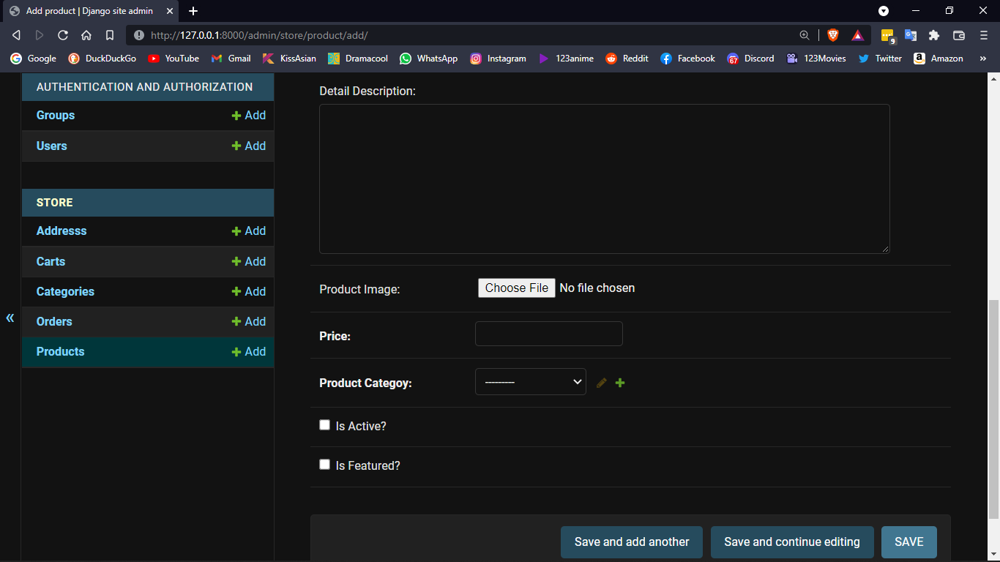 Add product | Django site admin
http://127.0.0.1:8000/admin/store/product/add/
9
Google DuckDuckGo YouTube Gmail KissAsian Dramacool WhatsApp Instagram 123anime Reddit Facebook 67 Discord 123Movies Twitter Amazon »
AUTHENTICATION AND AUTHORIZATION
Groups + Add
Users + Add
STORE
Addresss + Add
Carts + Add
Categories + Add
Orders + Add
Products + Add
«
Detail Description:
Product Image: Choose File No file chosen
Price:
Product Categoy: ---------
Is Active?
Is Featured?
Save and add another Save and continue editing SAVE